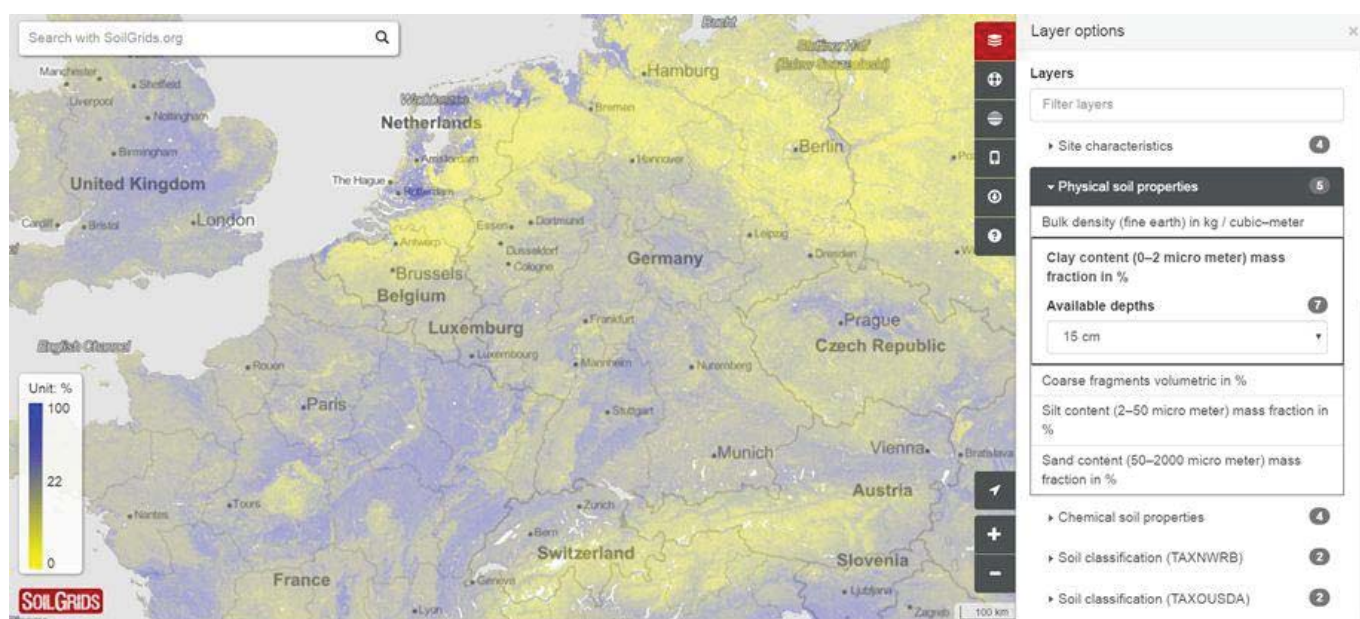 Search with SoilGrids.org
Bucht
Manchester
Sheffield
Liverpool
Nottingham
Birmingham
United Kingdom
Cardiff
Bristol
London
English Channel
Waddenzee
Netherlands
Amsterdam
The Hague
Rotterdam
Hamburg
Bremen
Hannover
Berlin
Essen
Dortmund
Dusseldorf
Cologne
Leipzig
Dresden
Germany
Antwerp
Brussels
Belgium
Luxemburg
Luxembourg
Frankfurt
Mannheim
Nuremberg
Prague
Czech Republic
Rouen
Paris
Stuttgart
Munich
Vienna
Bratislava
Austria
Tours
Nantes
Zurich
Bern
Switzerland
Geneva
France
Lyon
Slovenia
Ljubljana
Zagreb
100 km
Unit: %
100
22
0
SOILGRIDS
Layer options
×
Layers
Filter layers
Site characteristics 4
Physical soil properties 5
Bulk density (fine earth) in kg / cubic–meter
Clay content (0–2 micro meter) mass
fraction in %
Available depths 7
15 cm
Coarse fragments volumetric in %
Silt content (2–50 micro meter) mass fraction in
%
Sand content (50–2000 micro meter) mass
fraction in %
Chemical soil properties 4
Soil classification (TAXNWRB) 2
Soil classification (TAXOUSDA) 2